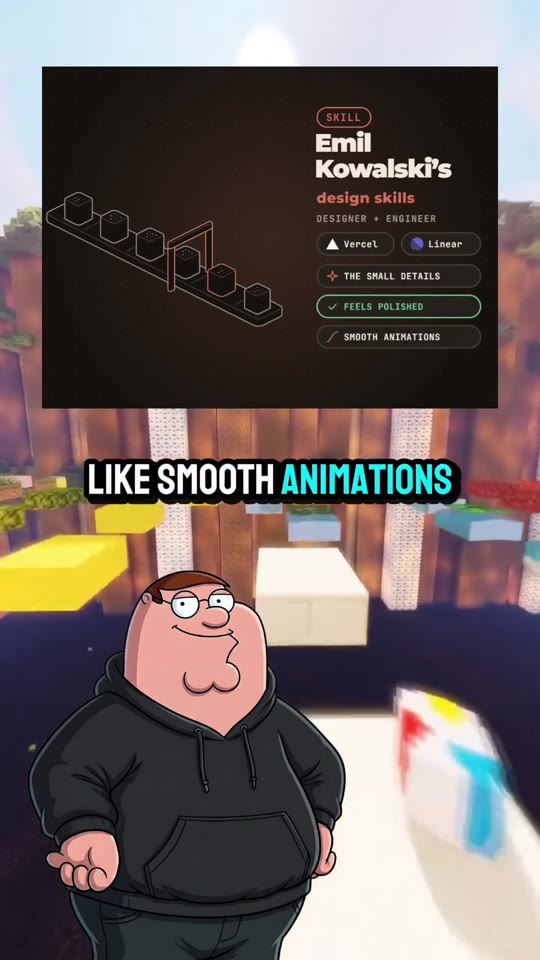 SKILL
Emil
Kowalski's
design skills
DESIGNER + ENGINEER
Vercel
Linear
THE SMALL DETAILS
FEELS POLISHED
SMOOTH ANIMATIONS
LIKE SMOOTH ANIMATIONS